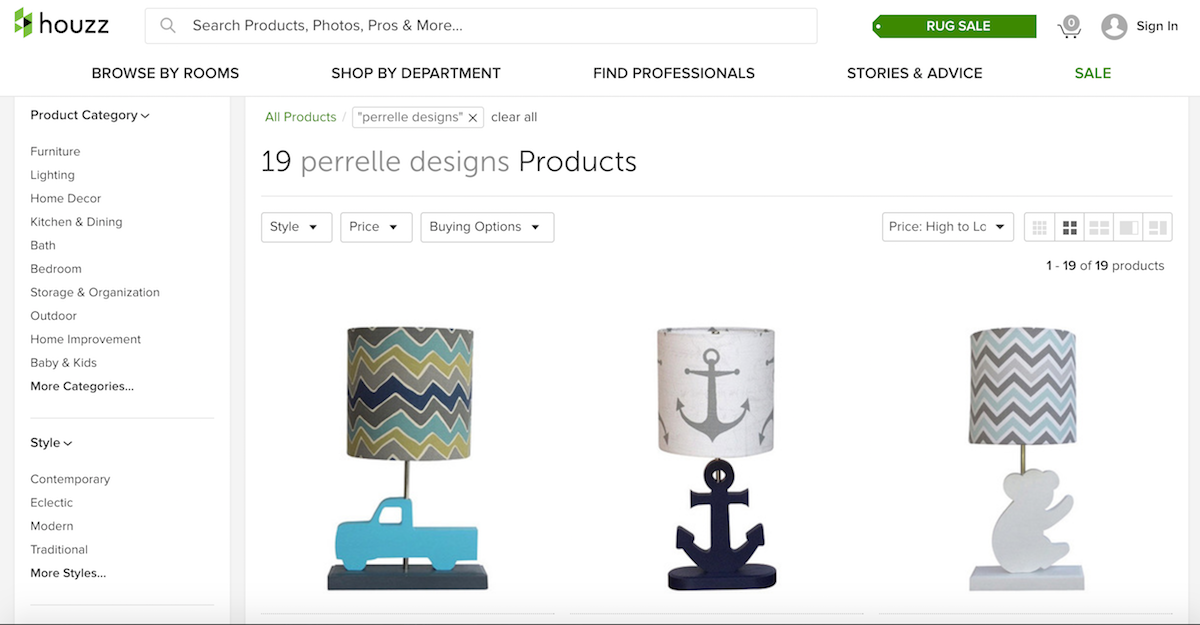 houzz
Search Products, Photos, Pros & More...
RUG SALE
0
Sign In
BROWSE BY ROOMS
SHOP BY DEPARTMENT
FIND PROFESSIONALS
STORIES & ADVICE
SALE
Product Category
Furniture
Lighting
Home Decor
Kitchen & Dining
Bath
Bedroom
Storage & Organization
Outdoor
Home Improvement
Baby & Kids
More Categories...
Style
Contemporary
Eclectic
Modern
Traditional
More Styles...
All Products / "perrelle designs" × clear all
19 perrelle designs Products
Style
Price
Buying Options
Price: High to Lo
1 - 19 of 19 products